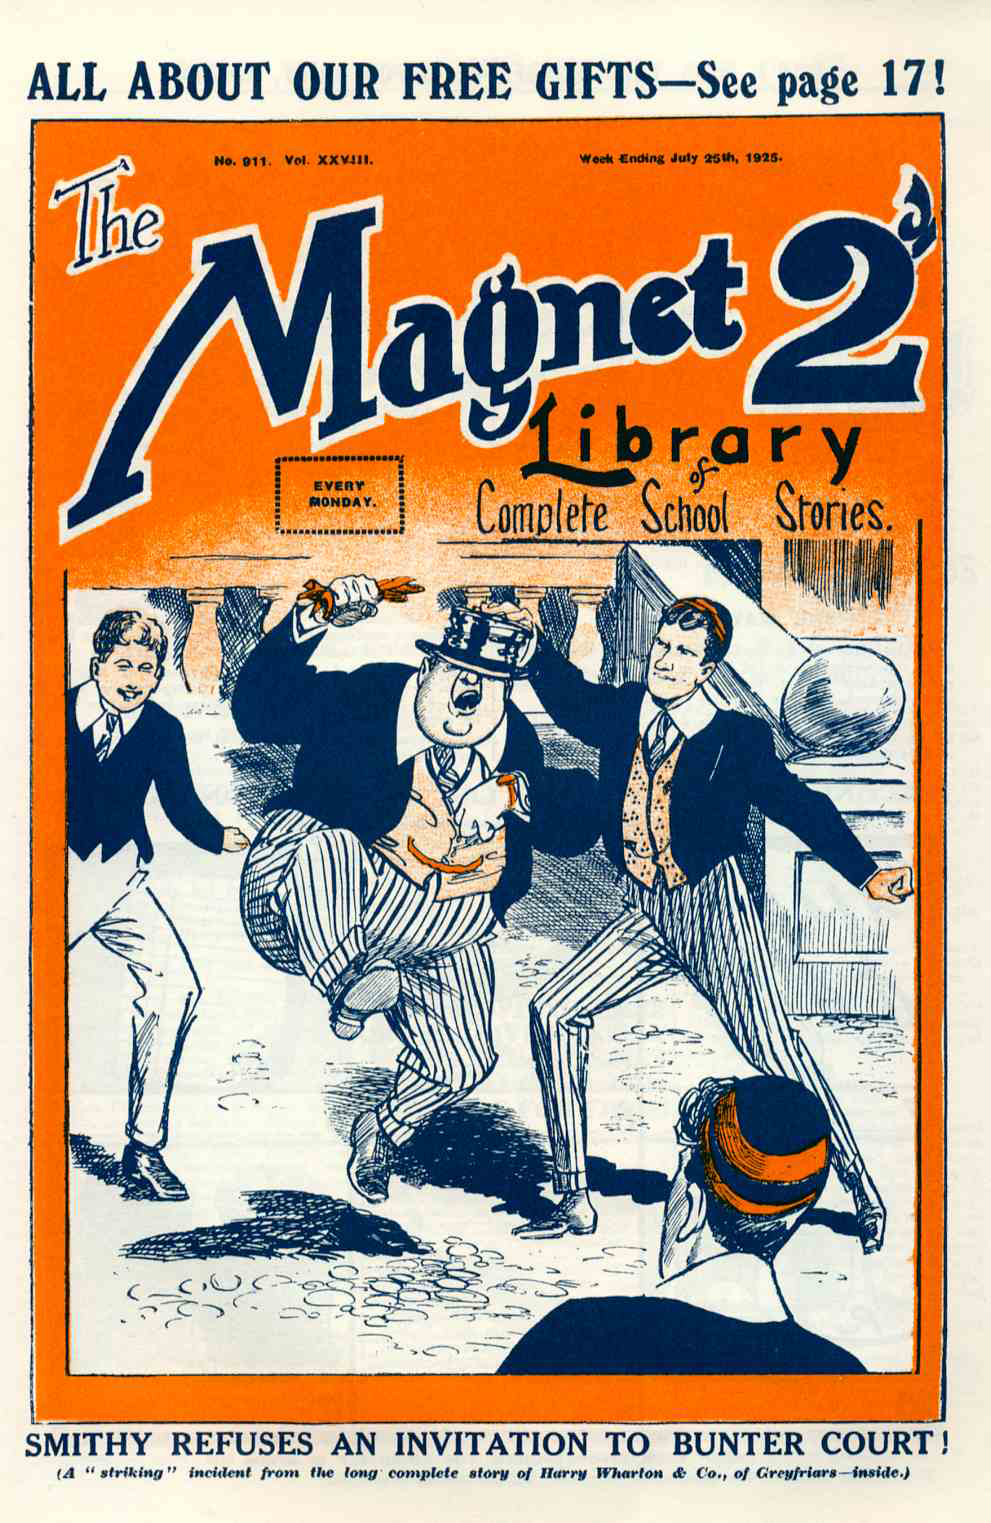 ALL ABOUT OUR FREE GIFTS—See page 17!
No. 911. Vol. XXVIII. Week Ending July 25th, 1925.
The
Magnet 2d
Library
of
Complete School Stories.
EVERY
MONDAY.
SMITHY REFUSES AN INVITATION TO BUNTER COURT!
(A "striking" incident from the long complete story of Harry Wharton & Co., of Greyfriars—inside.)